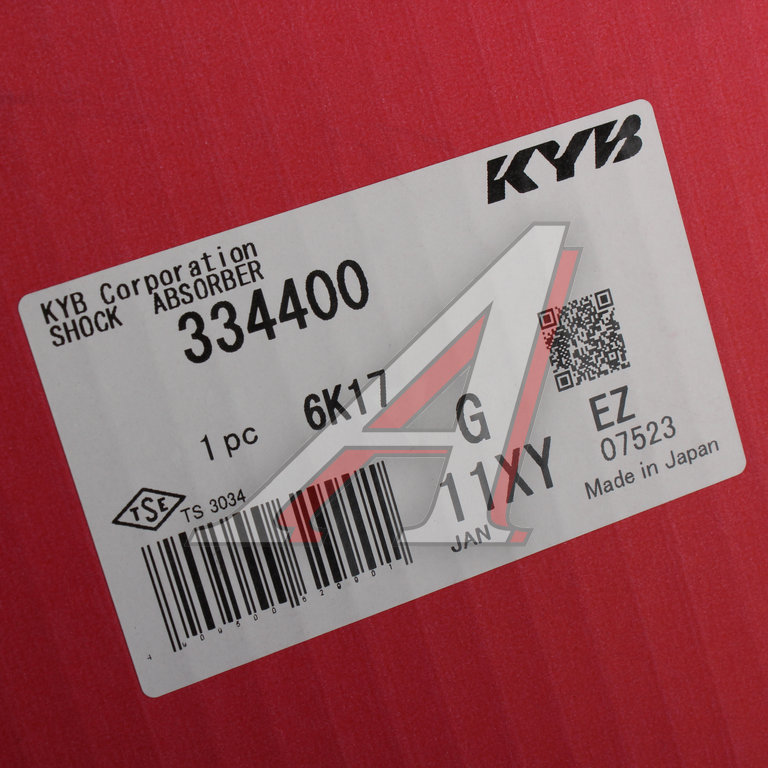 KYB
KYB Corporation
SHOCK ABSORBER
334400
1 pc
6K17
G
EZ
11XY
07523
JAN
Made in Japan
TSE
TS 3034